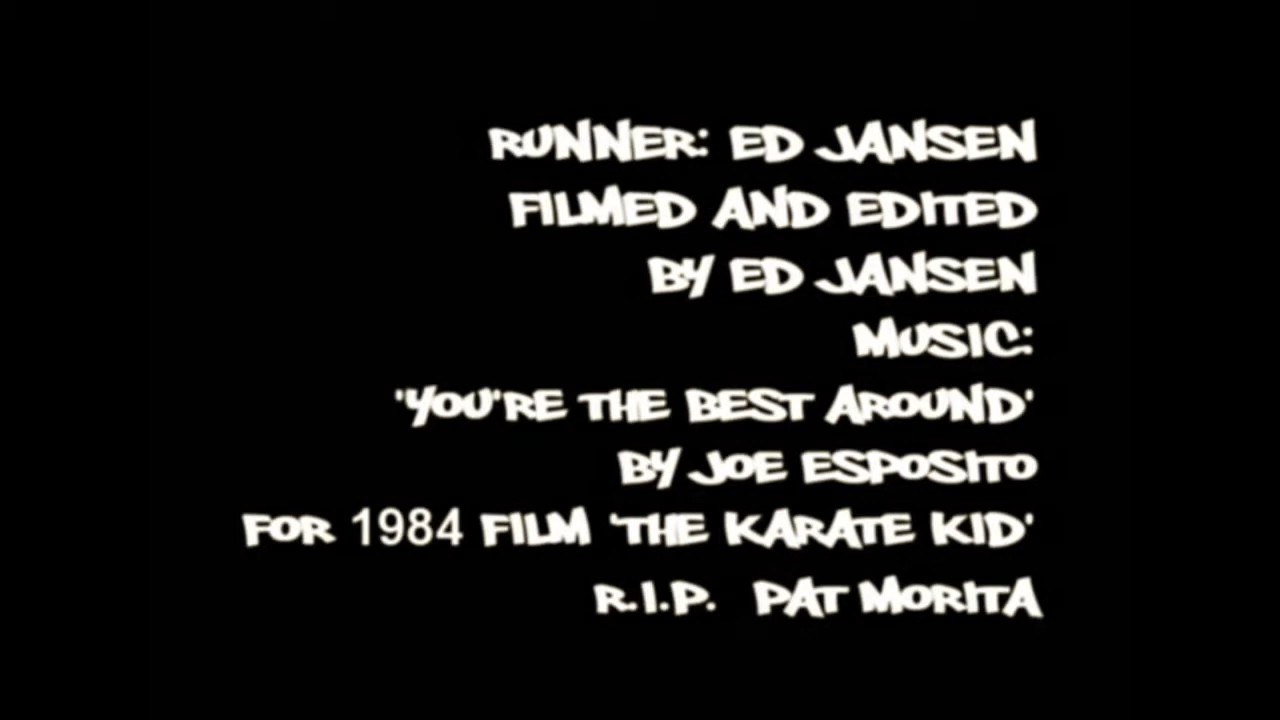 RUNNER: ED JANSEN
FILMED AND EDITED
BY ED JANSEN
MUSIC:
'YOU'RE THE BEST AROUND'
BY JOE ESPOSITO
FOR 1984 FILM 'THE KARATE KID'
R.I.P. PAT MORITA